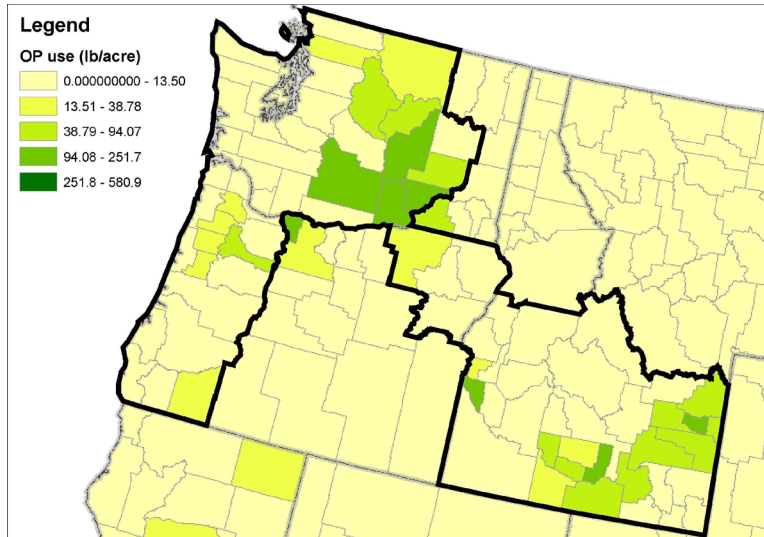 Legend
OP use (lb/acre)
0.000000000 - 13.50
13.51 - 38.78
38.79 - 94.07
94.08 - 251.7
251.8 - 580.9